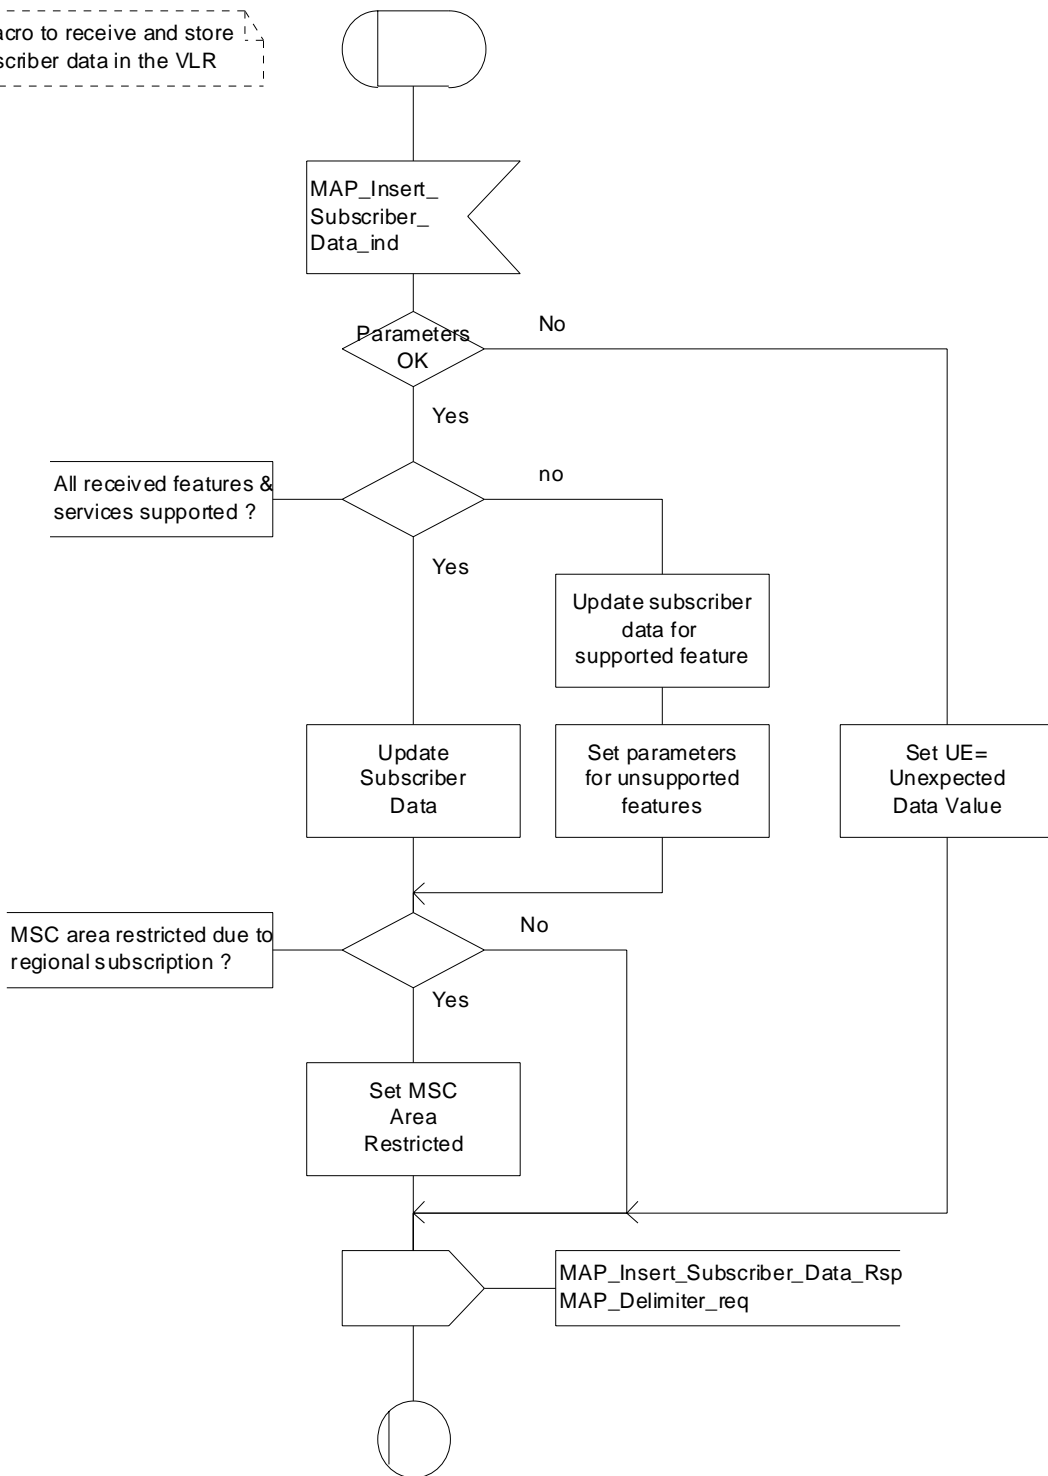 acro to receive and store
scriber data in the VLR
MAP_Insert_
Subscriber_
Data_ind
Parameters
OK
No
Yes
All received features &
services supported ?
no
Yes
Update subscriber
data for
supported feature
Update
Subscriber
Data
Set parameters
for unsupported
features
Set UE=
Unexpected
Data Value
MSC area restricted due to
regional subscription ?
No
Yes
Set MSC
Area
Restricted
MAP_Insert_Subscriber_Data_Rsp
MAP_Delimiter_req